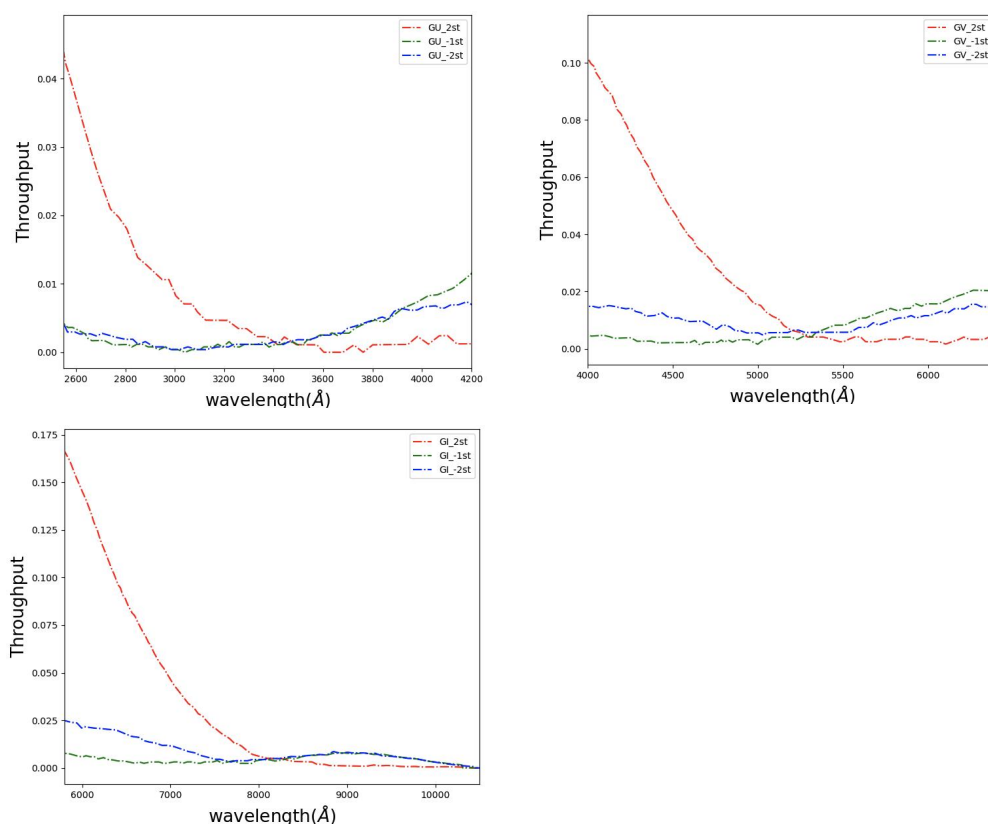 GU_2st
GU_-1st
GU_-2st
0.04
0.03
0.02
0.01
0.00
Throughput
2600 2800 3000 3200 3400 3600 3800 4000 4200
wavelength(Å)
GV_2st
GV_-1st
GV_-2st
0.10
0.08
0.06
0.04
0.02
0.00
Throughput
4000 4500 5000 5500 6000
wavelength(Å)
GI_2st
GI_-1st
GI_-2st
0.175
0.150
0.125
0.100
0.075
0.050
0.025
0.000
Throughput
6000 7000 8000 9000 10000
wavelength(Å)